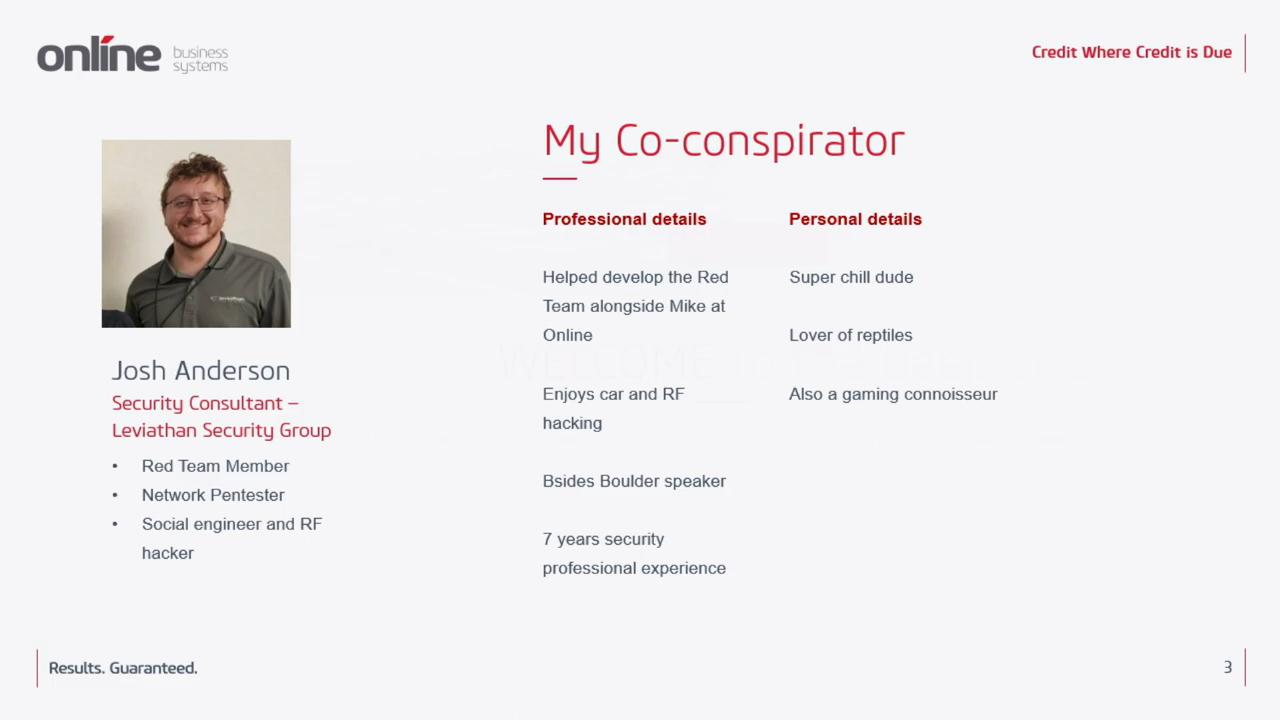 online business systems
Credit Where Credit is Due
My Co-conspirator
Josh Anderson
Security Consultant –
Leviathan Security Group
• Red Team Member
• Network Pentester
• Social engineer and RF
hacker
Professional details
Helped develop the Red
Team alongside Mike at
Online
Enjoys car and RF
hacking
Bsides Boulder speaker
7 years security
professional experience
Personal details
Super chill dude
Lover of reptiles
Also a gaming connoisseur
WELCOME
Results. Guaranteed.
3